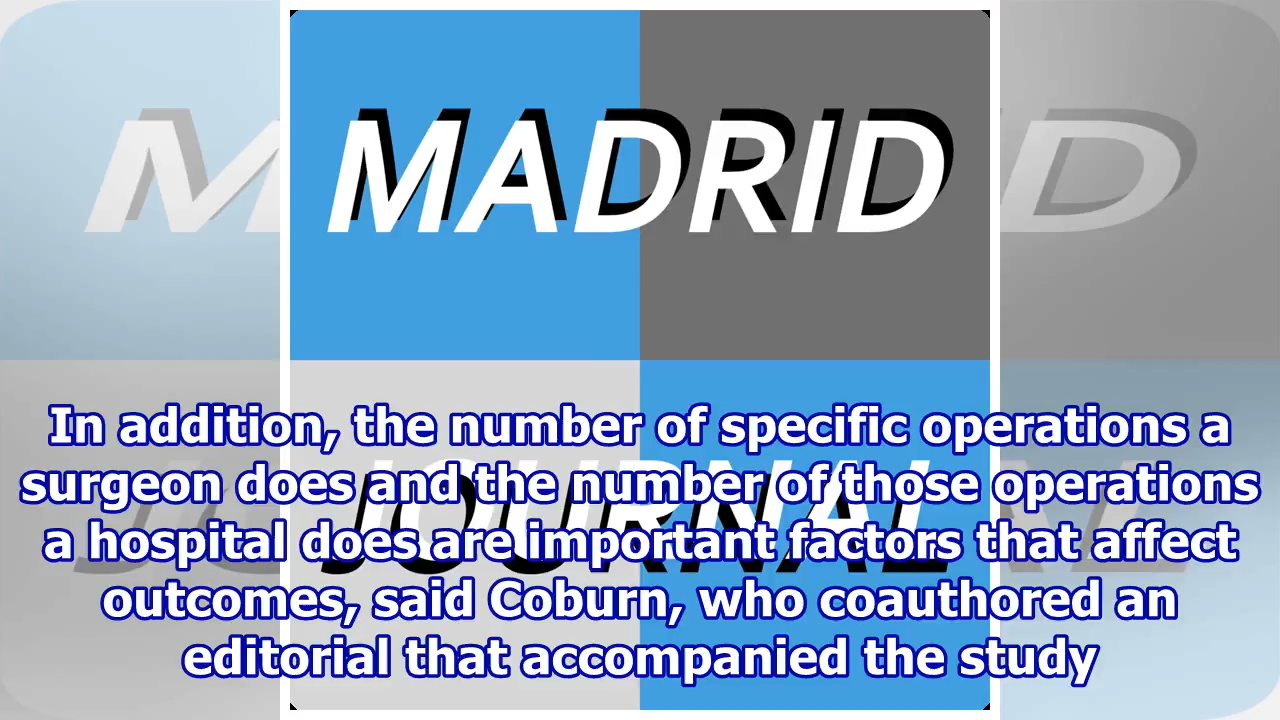 MADRID
JOURNAL
In addition, the number of specific operations a
surgeon does and the number of those operations
a hospital does are important factors that affect
outcomes, said Coburn, who coauthored an
editorial that accompanied the study